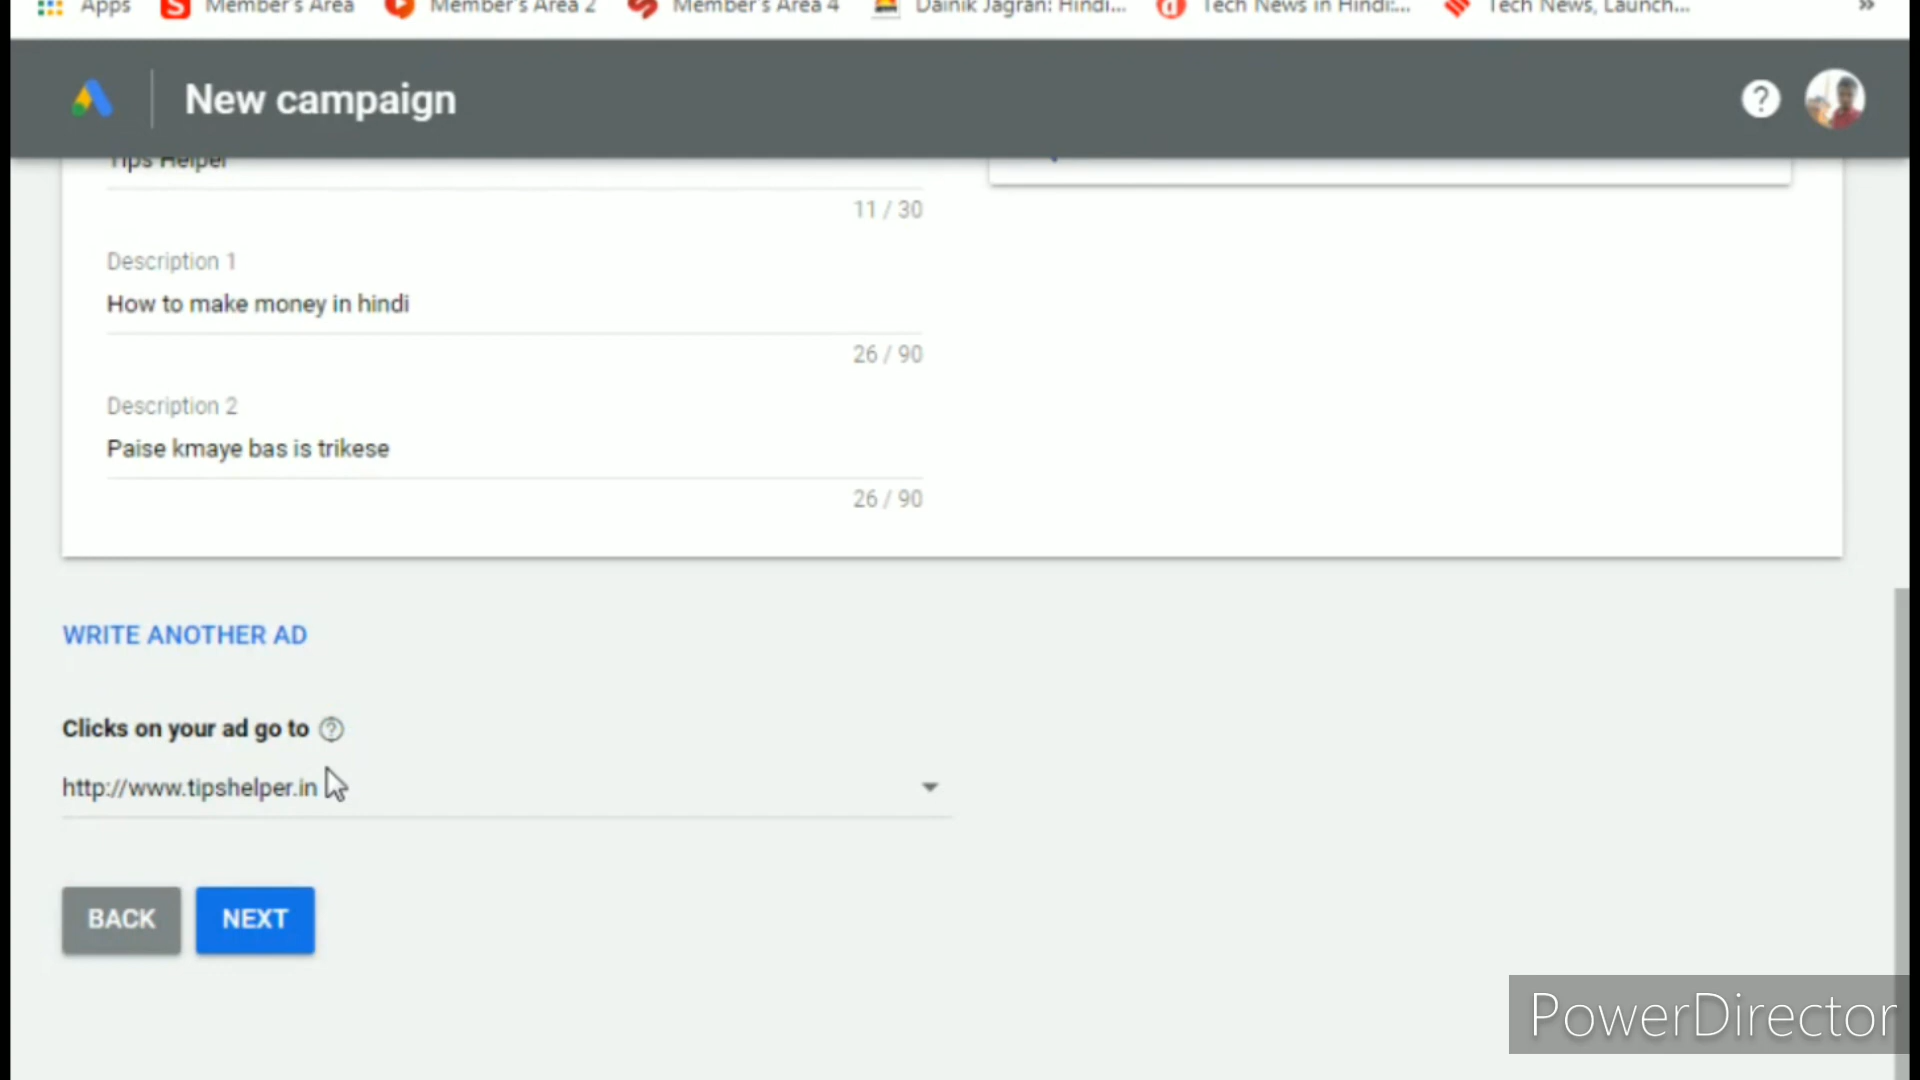 Apps Member's Area Member's Area 2 Member's Area 4 Dainik Jagran: Hindi... Tech News in Hindi:... Tech News, Launch... »
New campaign
Tips Helper
11 / 30
Description 1
How to make money in hindi
26 / 90
Description 2
Paise kmaye bas is trikese
26 / 90
WRITE ANOTHER AD
Clicks on your ad go to
http://www.tipshelper.in
BACK NEXT
PowerDirector